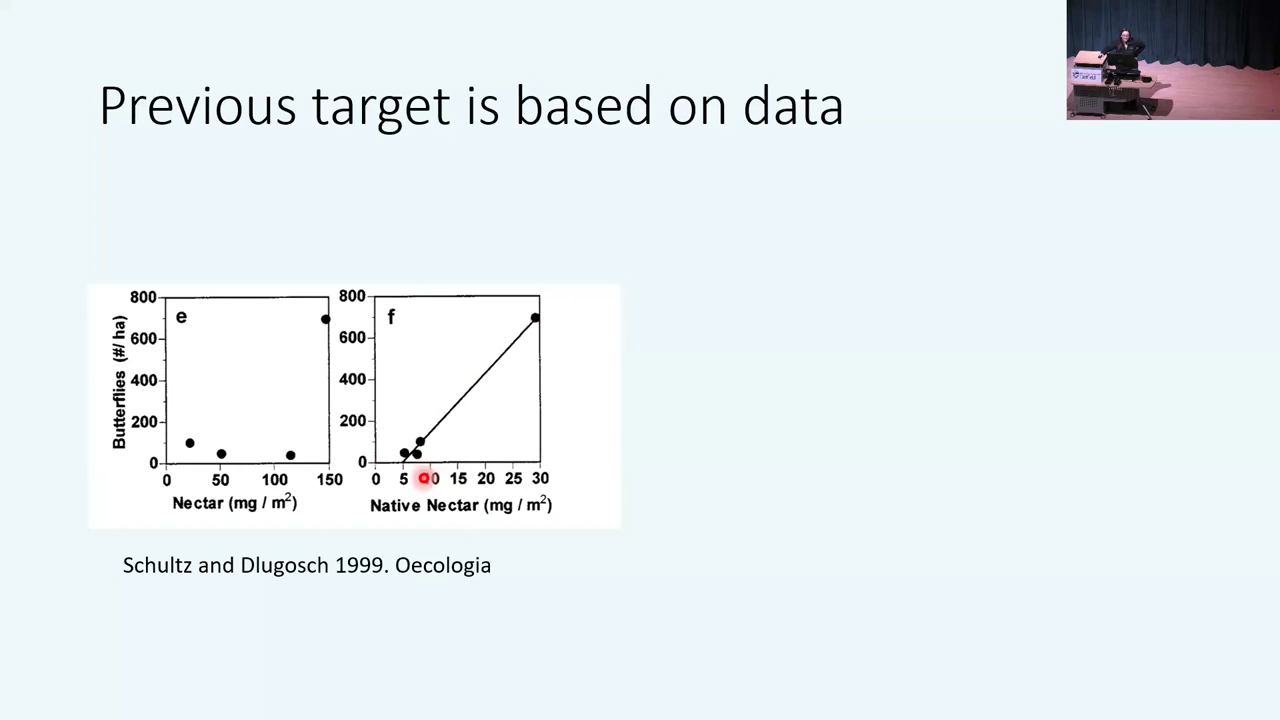 Previous target is based on data
e
Butterflies (#/ ha)
800
600
400
200
0
0 50 100 150
Nectar (mg / m²)
f
800
600
400
200
0
0 5 10 15 20 25 30
Native Nectar (mg / m²)
Schultz and Dlugosch 1999. Oecologia